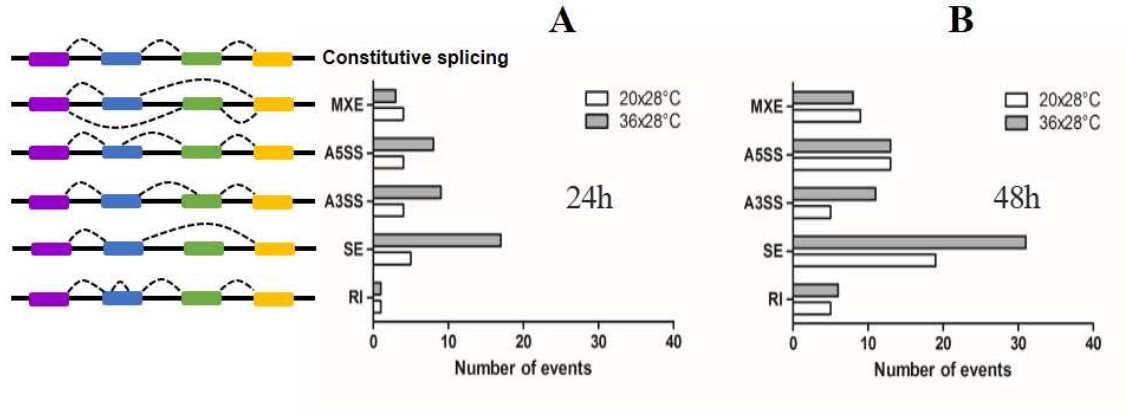 A
B
Constitutive splicing
MXE
A5SS
A3SS
SE
RI
20x28°C
36x28°C
24h
0 10 20 30 40
Number of events
MXE
A5SS
A3SS
SE
RI
20x28°C
36x28°C
48h
0 10 20 30 40
Number of events